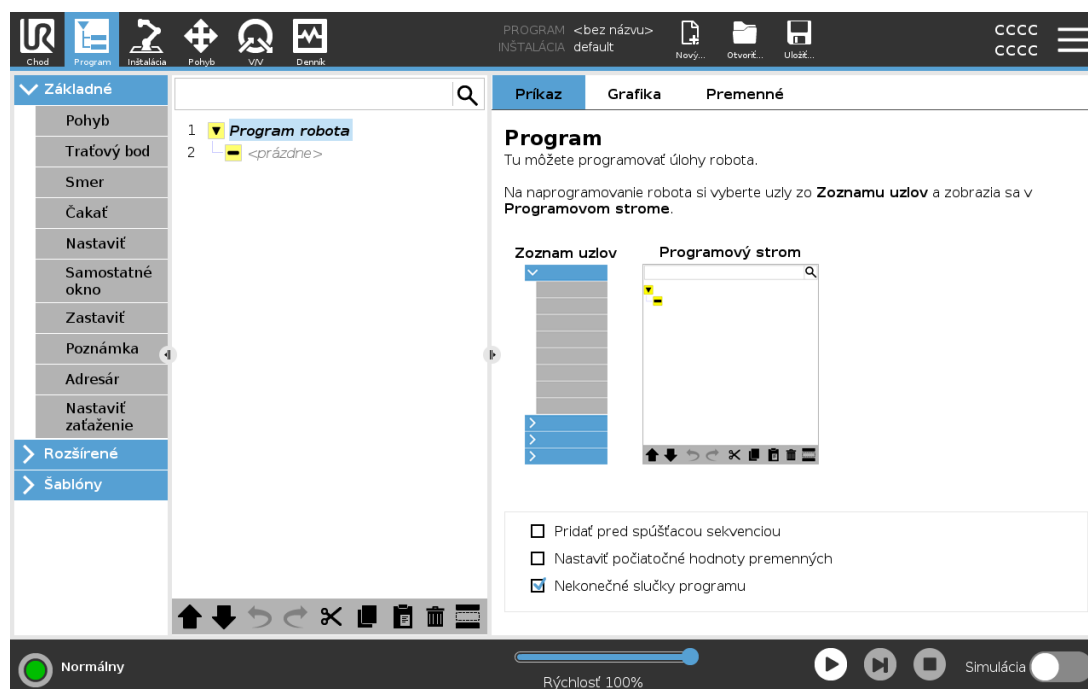 PROGRAM <bez názvu>
INŠTALÁCIA default
CCCC
CCCC
Chod Program Inštalácia Pohyb V/V Denník Nový... Otvoriť... Uložiť...
Základné
Pohyb
Traťový bod
Smer
Čakať
Nastaviť
Samostatné
okno
Zastaviť
Poznámka
Adresár
Nastaviť
zaťaženie
Rozšírené
Šablóny
1 Program robota
2 <prázdne>
Príkaz Grafika Premenné
Program
Tu môžete programovať úlohy robota.
Na naprogramovanie robota si vyberte uzly zo Zoznamu uzlov a zobrazia sa v
Programovom strome.
Zoznam uzlov Programový strom
Pridať pred spúšťacou sekvenciou
Nastaviť počiatočné hodnoty premenných
Nekonečné slučky programu
Normálny
Rýchlosť 100%
Simulácia